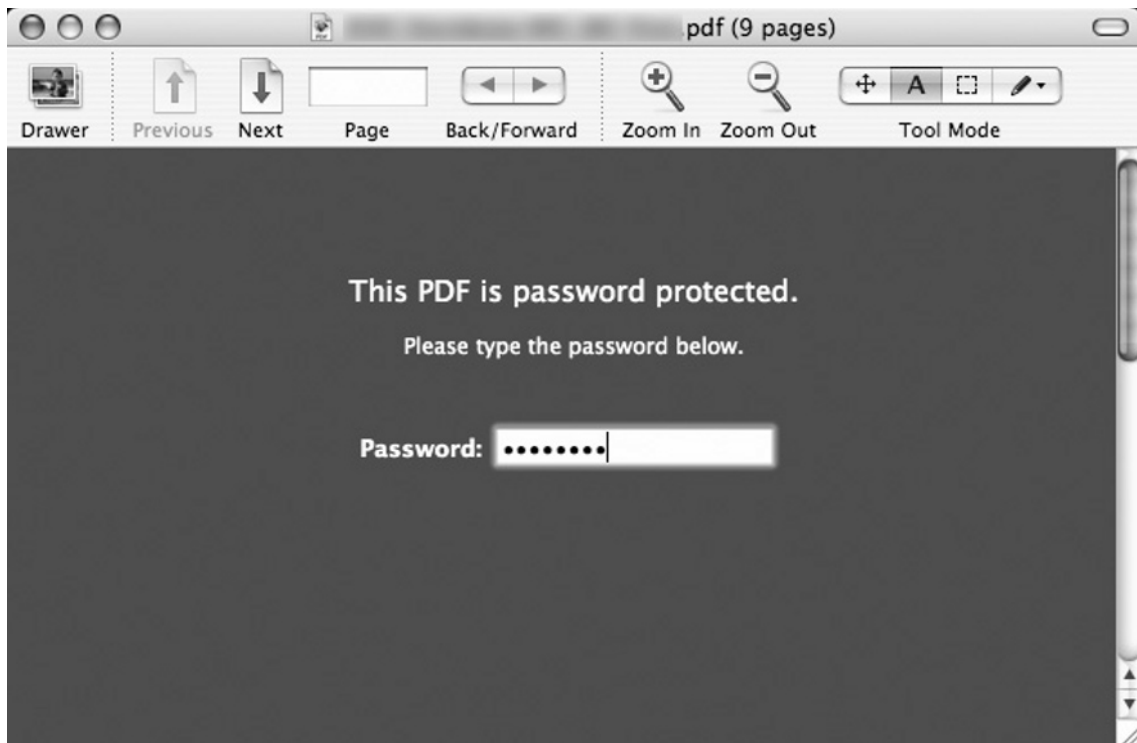 .pdf (9 pages)
Drawer Previous Next Page Back/Forward Zoom In Zoom Out Tool Mode
This PDF is password protected.
Please type the password below.
Password: ••••••••